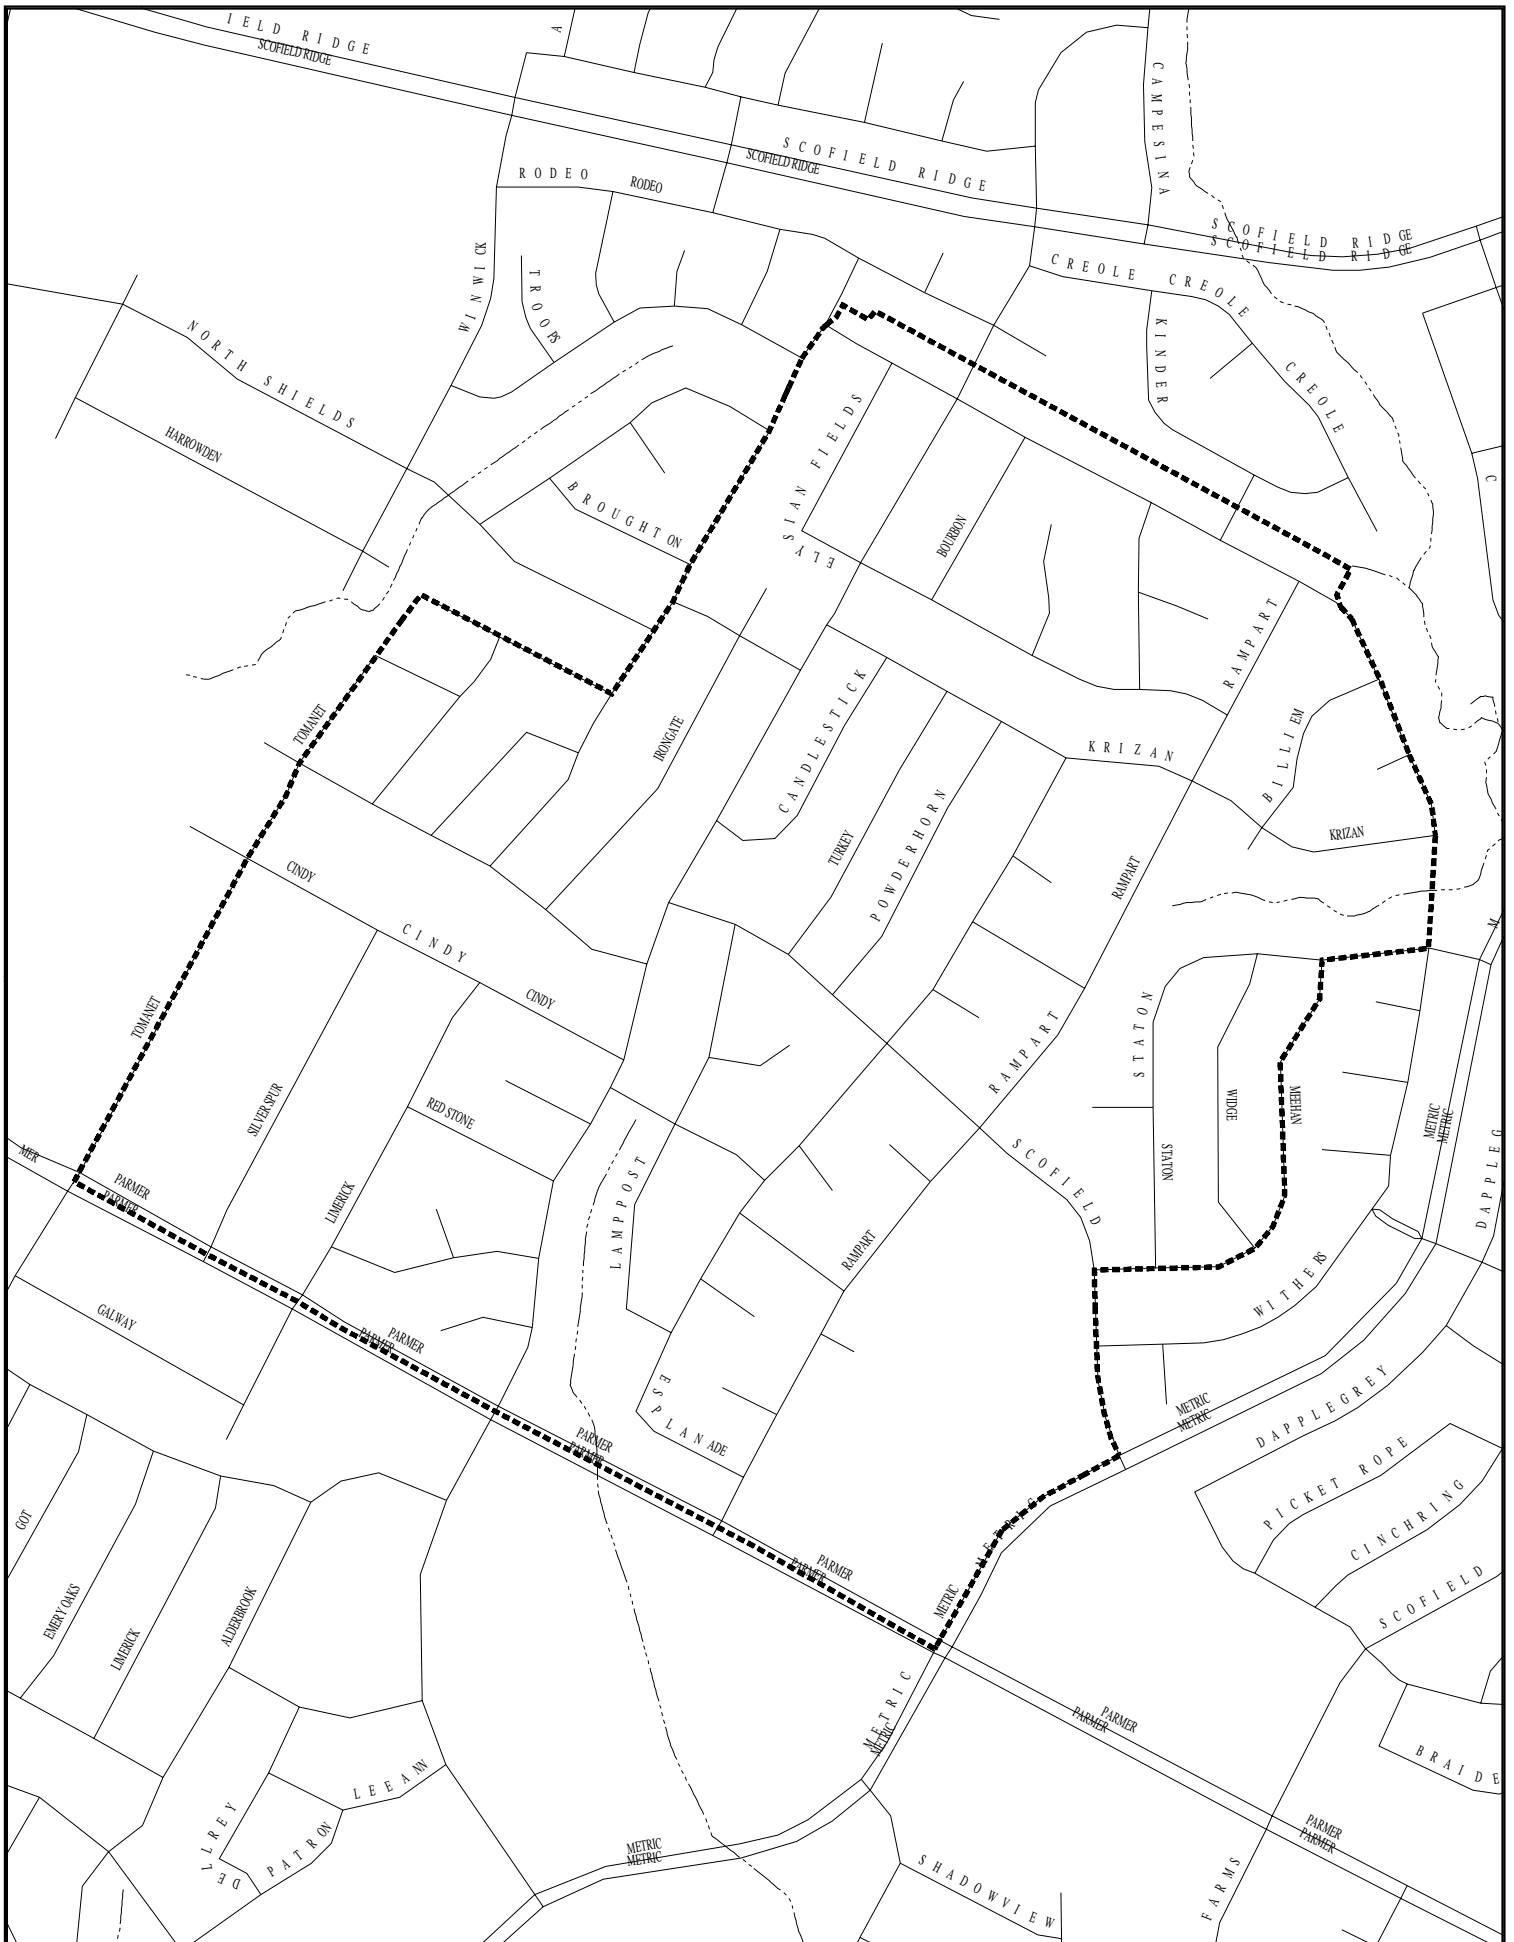 IELD RIDGE
SCOFIELD RIDGE
A
CAMPESINA
SCOFIELD RIDGE
SCOFIELD RIDGE
RODEO
RODEO
SCOFIELD RIDGE
SCOFIELD RIDGE
WINWICK
TROOPS
CREOLE
CREOLE
KINDER
CREOLE
NORTH SHIELDS
HARROWDEN
BROUGHTON
ELYSIAN FIELDS
BOURBON
C
RAMPART
TOMANET
IRONGATE
CANDLESTICK
KRIZAN
BILLIEM
TURKEY
POWDERHORN
KRIZAN
RAMPART
CINDY
CINDY
CINDY
M
TOMANET
STATON
RAMPART
SILVER SPUR
RED STONE
WIDGE
MEEHAN
METRIC
METRIC
DAPPLEG
MER
PARMER
PARMER
LIMERICK
LAMPPOST
SCOFIELD
STATON
RAMPART
WITHERS
GALWAY
PARMER
PARMER
ESPLANADE
METRIC
METRIC
DAPPLEGREY
PARMER
PARMER
PICKET ROPE
CINCHRING
GOT
METRIC
SCOFIELD
EMERY OAKS
LIMERICK
ALDERBROOK
PARMER
PARMER
METRIC
METRIC
METRIC
PARMER
PARMER
BRAIDE
LEEANN
DELLREY
PATRON
METRIC
METRIC
PARMER
PARMER
SHADOWVIEW
FARMS